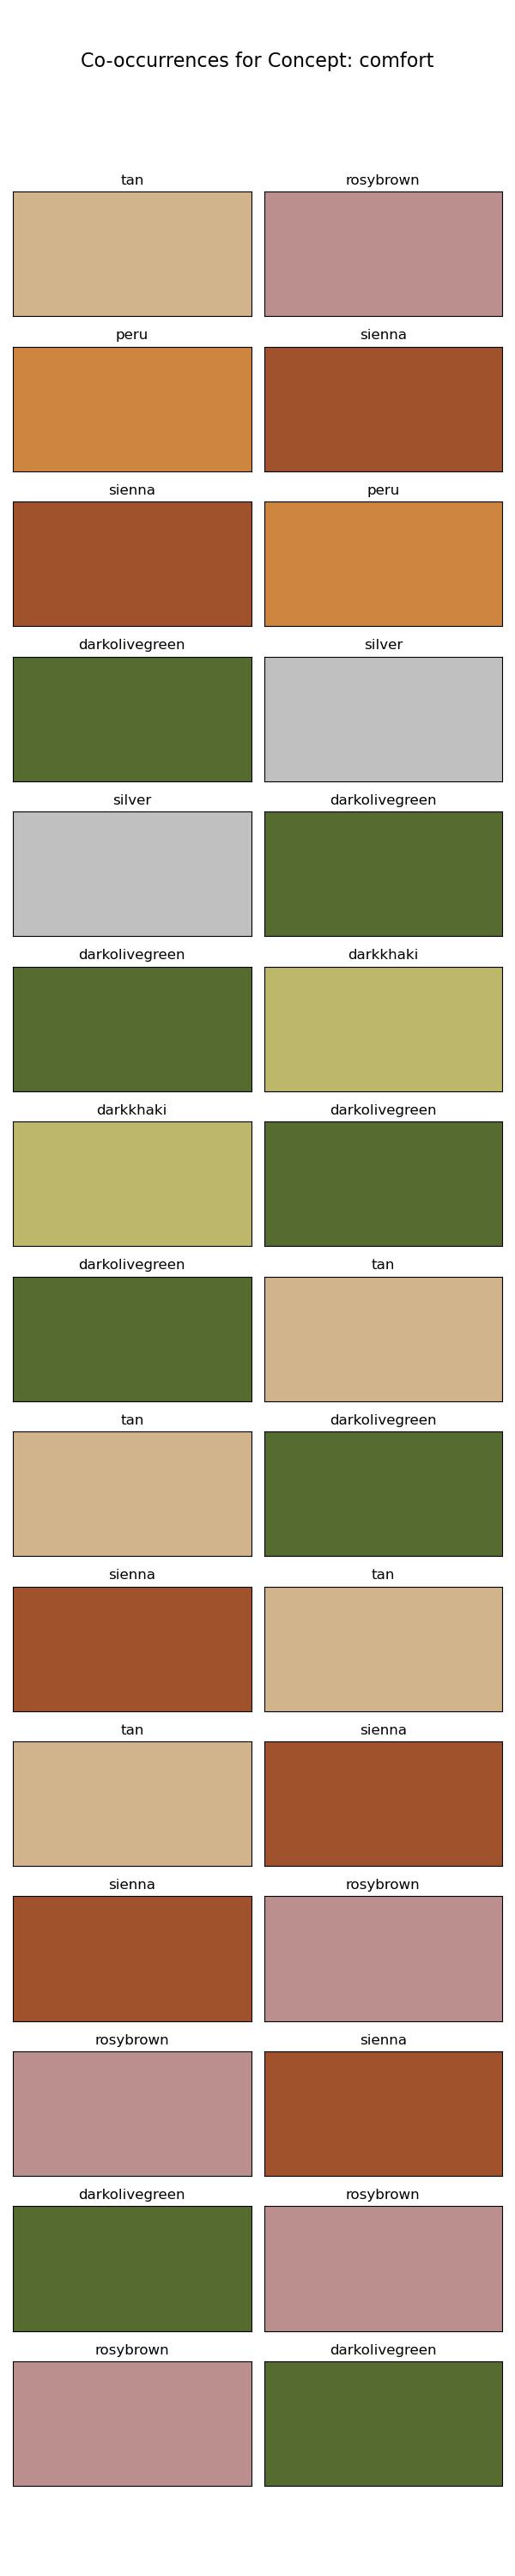 Co-occurrences for Concept: comfort
tan rosybrown
peru sienna
sienna peru
darkolivegreen silver
silver darkolivegreen
darkolivegreen darkkhaki
darkkhaki darkolivegreen
darkolivegreen tan
tan darkolivegreen
sienna tan
tan sienna
sienna rosybrown
rosybrown sienna
darkolivegreen rosybrown
rosybrown darkolivegreen